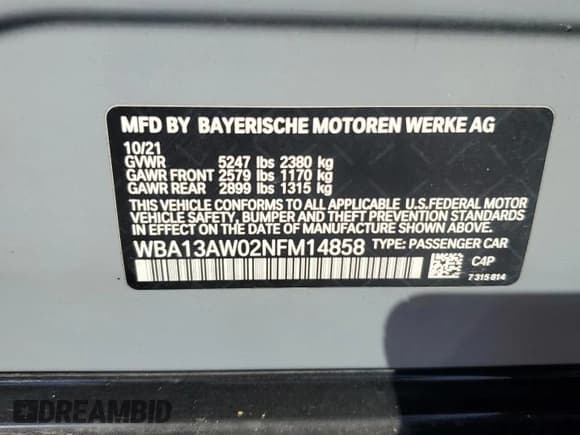 MFD BY BAYERISCHE MOTOREN WERKE AG
10/21
GVWR 5247 lbs 2380 kg
GAWR FRONT 2579 lbs 1170 kg
GAWR REAR 2899 lbs 1315 kg
THIS VEHICLE CONFORMS TO ALL APPLICABLE U.S.FEDERAL MOTOR
VEHICLE SAFETY, BUMPER AND THEFT PREVENTION STANDARDS
IN EFFECT ON THE DATE OF MANUFACTURE SHOWN ABOVE.
WBA13AW02NFM14858 TYPE: PASSENGER CAR
C4P
7 315 814
DREAMBID